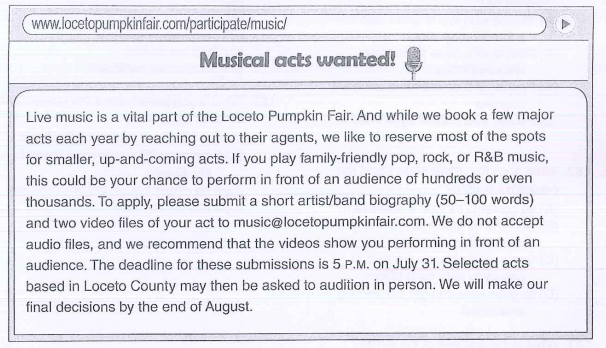 www.locetopumpkinfair.com/participate/music/
Musical acts wanted!
Live music is a vital part of the Loceto Pumpkin Fair. And while we book a few major
acts each year by reaching out to their agents, we like to reserve most of the spots
for smaller, up-and-coming acts. If you play family-friendly pop, rock, or R&B music,
this could be your chance to perform in front of an audience of hundreds or even
thousands. To apply, please submit a short artist/band biography (50–100 words)
and two video files of your act to music@locetopumpkinfair.com. We do not accept
audio files, and we recommend that the videos show you performing in front of an
audience. The deadline for these submissions is 5 P.M. on July 31. Selected acts
based in Loceto County may then be asked to audition in person. We will make our
final decisions by the end of August.